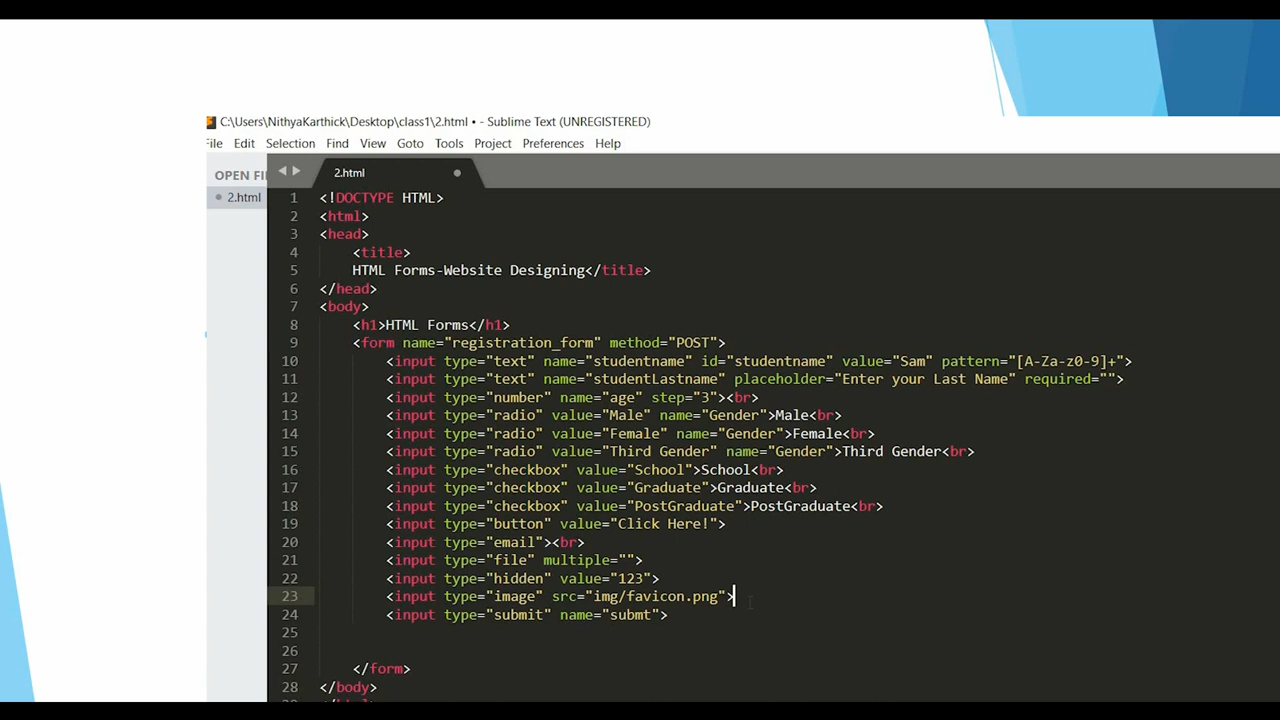 C:\Users\NithyaKarthick\Desktop\class1\2.html • - Sublime Text (UNREGISTERED)
File Edit Selection Find View Goto Tools Project Preferences Help
OPEN FI
2.html
2.html
1 <!DOCTYPE HTML>
2 <html>
3 <head>
4 <title>
5 HTML Forms-Website Designing</title>
6 </head>
7 <body>
8 <h1>HTML Forms</h1>
9 <form name="registration_form" method="POST">
10 <input type="text" name="studentname" id="studentname" value="Sam" pattern="[A-Za-z0-9]+">
11 <input type="text" name="studentLastname" placeholder="Enter your Last Name" required="">
12 <input type="number" name="age" step="3"><br>
13 <input type="radio" value="Male" name="Gender">Male<br>
14 <input type="radio" value="Female" name="Gender">Female<br>
15 <input type="radio" value="Third Gender" name="Gender">Third Gender<br>
16 <input type="checkbox" value="School">School<br>
17 <input type="checkbox" value="Graduate">Graduate<br>
18 <input type="checkbox" value="PostGraduate">PostGraduate<br>
19 <input type="button" value="Click Here!">
20 <input type="email"><br>
21 <input type="file" multiple="">
22 <input type="hidden" value="123">
23 <input type="image" src="img/favicon.png">
24 <input type="submit" name="submt">
25
26
27 </form>
28 </body>